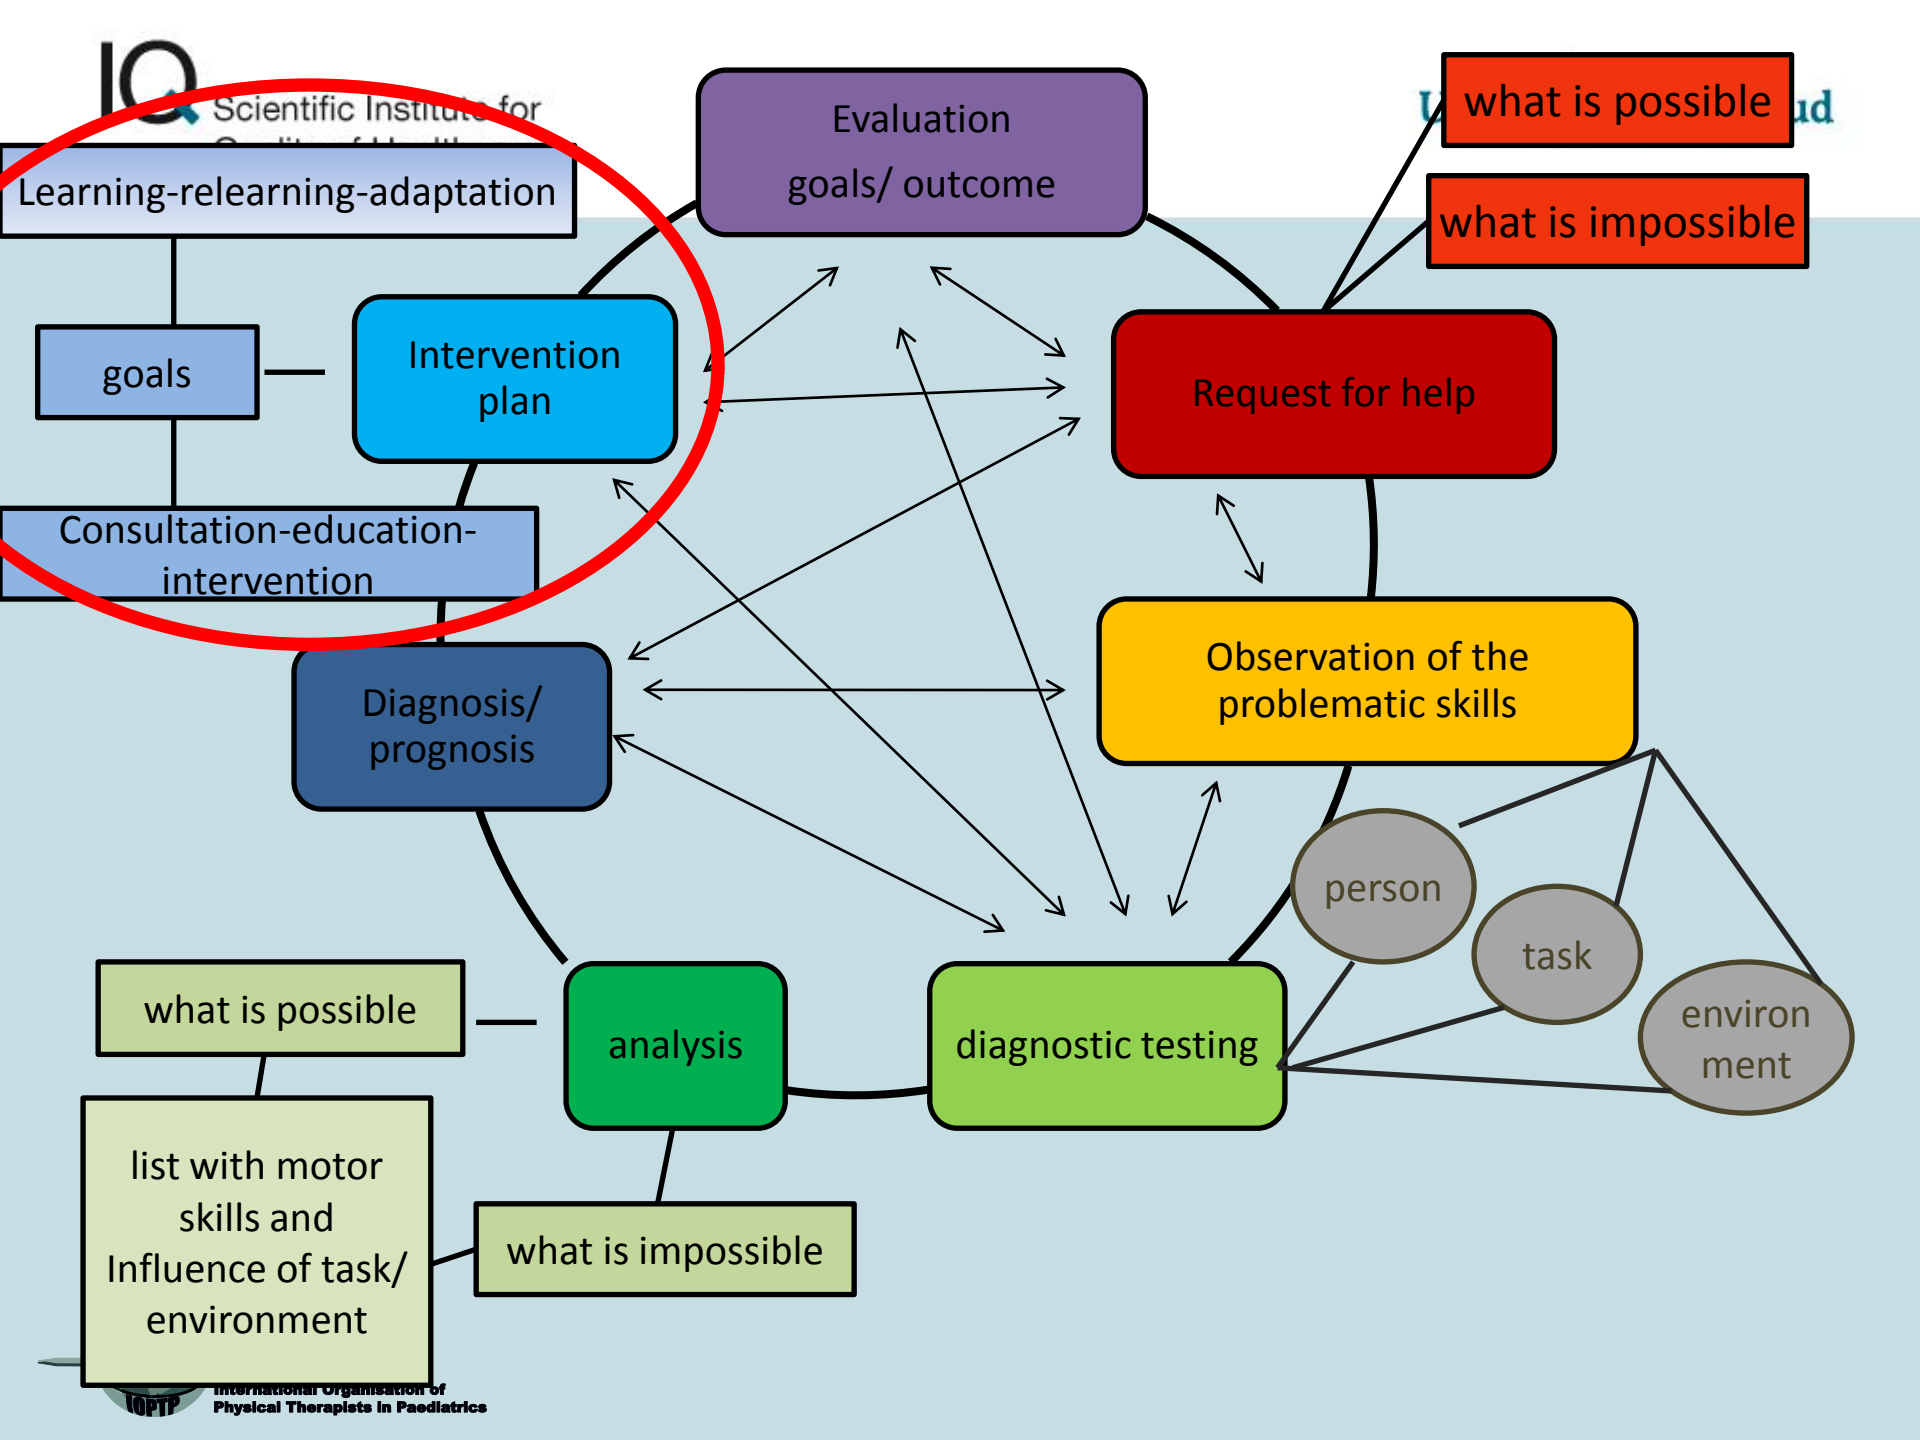 Scientific Institute for
Evaluation
goals/ outcome
what is possible
what is impossible
Learning-relearning-adaptation
goals
Intervention
plan
Request for help
Consultation-education-
intervention
Diagnosis/
prognosis
Observation of the
problematic skills
person
task
environ
ment
what is possible
analysis
diagnostic testing
list with motor
skills and
Influence of task/
environment
what is impossible
IOPTP
International Organisation of
Physical Therapists in Paediatrics